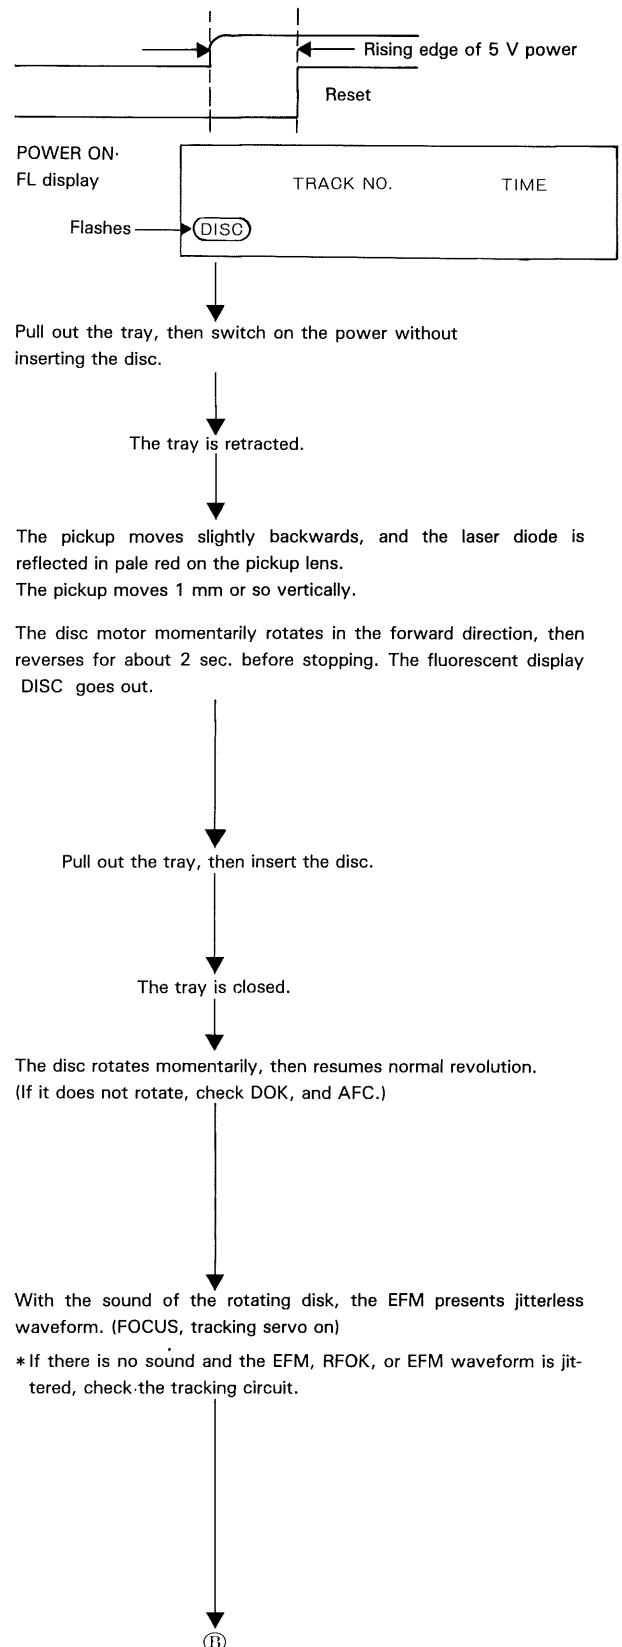 Rising edge of 5 V power
Reset
POWER ON
FL display
TRACK NO. TIME
Flashes DISC
Pull out the tray, then switch on the power without
inserting the disc.
The tray is retracted.
The pickup moves slightly backwards, and the laser diode is
reflected in pale red on the pickup lens.
The pickup moves 1 mm or so vertically.
The disc motor momentarily rotates in the forward direction, then
reverses for about 2 sec. before stopping. The fluorescent display
DISC goes out.
Pull out the tray, then insert the disc.
The tray is closed.
The disc rotates momentarily, then resumes normal revolution.
(If it does not rotate, check DOK, and AFC.)
With the sound of the rotating disk, the EFM presents jitterless
waveform. (FOCUS, tracking servo on)
* If there is no sound and the EFM, RFOK, or EFM waveform is jit-
tered, check the tracking circuit.
Ⓑ